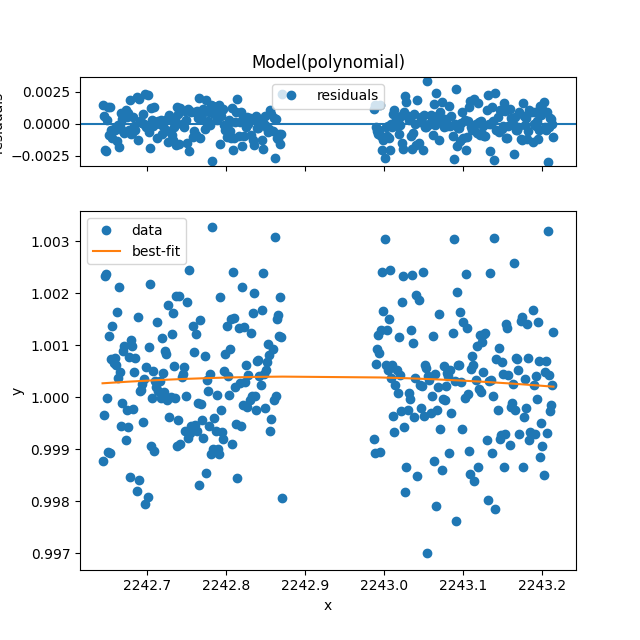 Model(polynomial)
residuals
0.0025
0.0000
−0.0025
data
best-fit
1.003
1.002
1.001
1.000
0.999
0.998
0.997
y
2242.7 2242.8 2242.9 2243.0 2243.1 2243.2
x